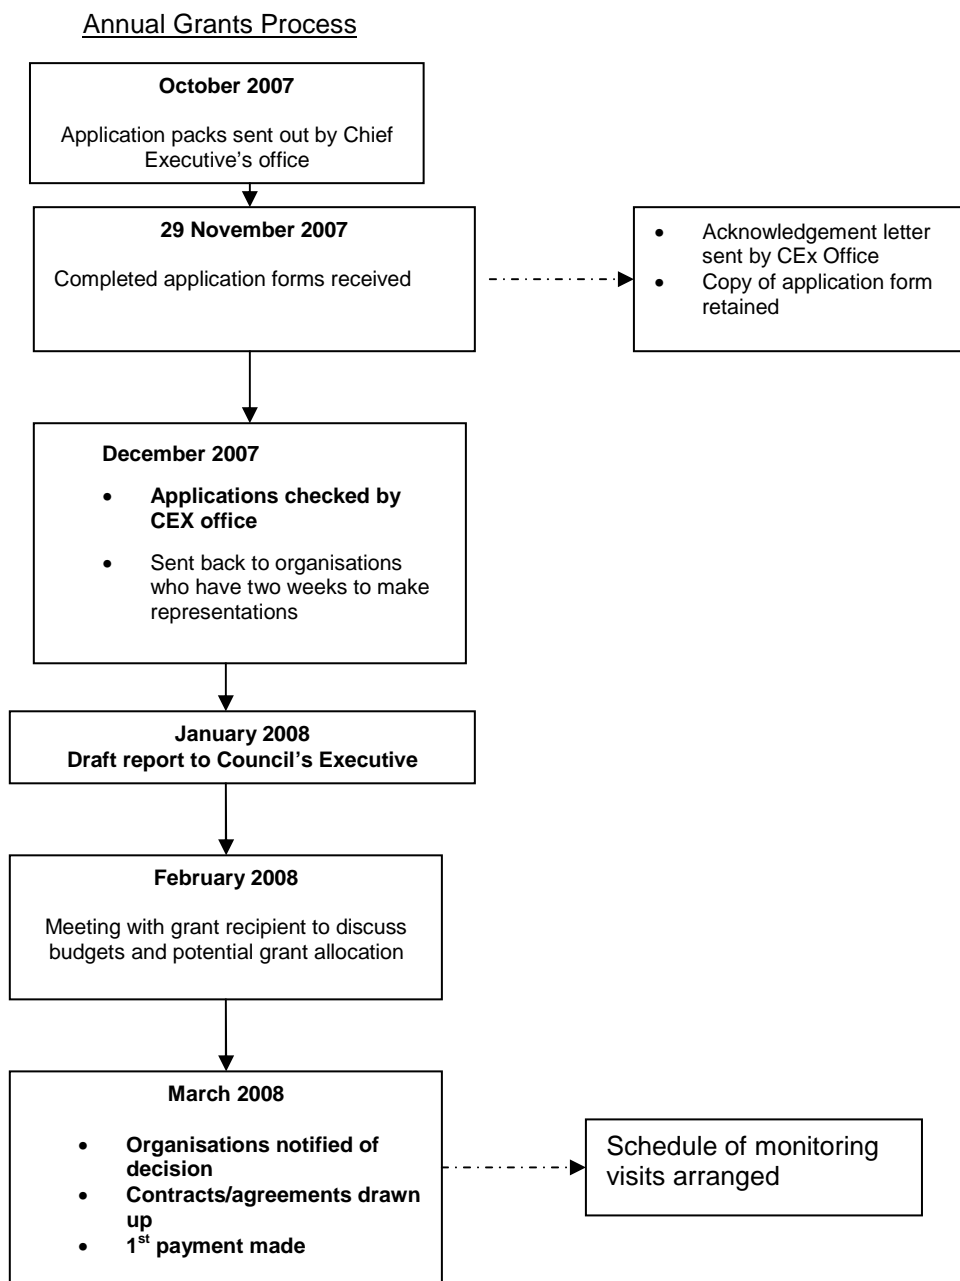 Annual Grants Process
October 2007
Application packs sent out by Chief
Executive's office
29 November 2007
Completed application forms received
• Acknowledgement letter
sent by CEx Office
• Copy of application form
retained
December 2007
• Applications checked by
CEX office
• Sent back to organisations
who have two weeks to make
representations
January 2008
Draft report to Council's Executive
February 2008
Meeting with grant recipient to discuss
budgets and potential grant allocation
March 2008
• Organisations notified of
decision
• Contracts/agreements drawn
up
• 1st payment made
Schedule of monitoring
visits arranged